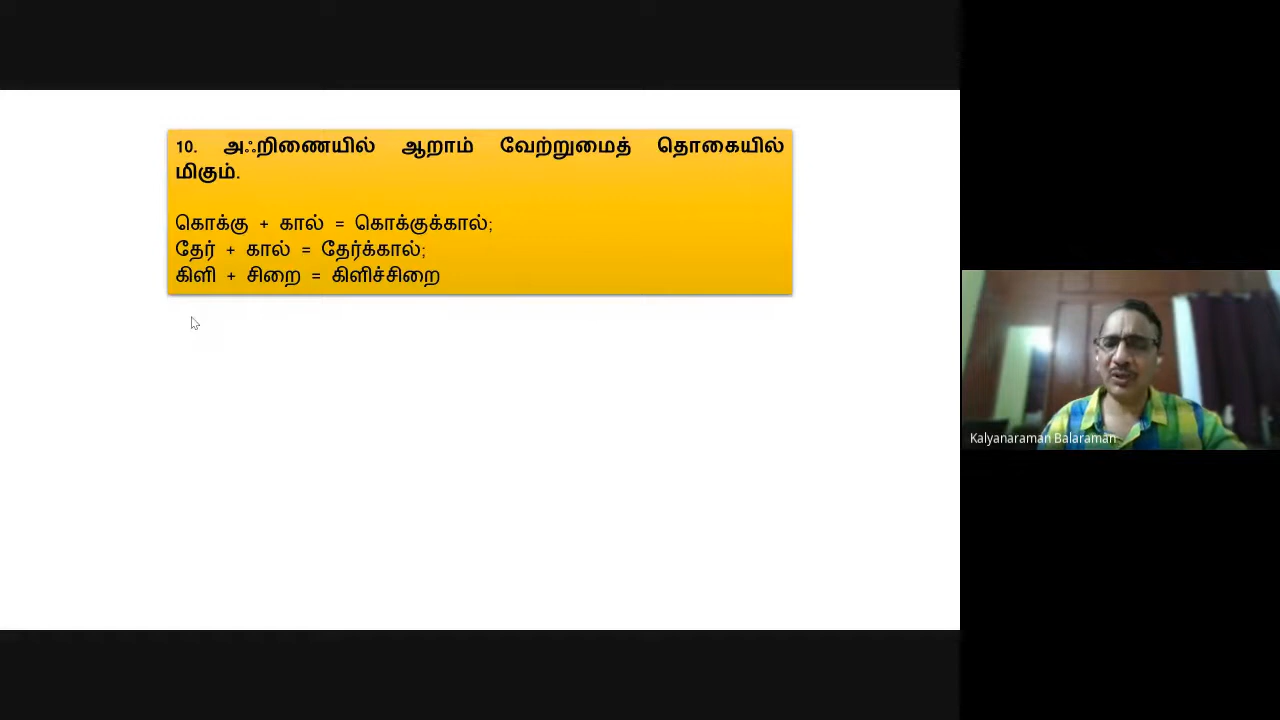 10. அஃறிணையில் ஆறாம் வேற்றுமைத் தொகையில்
மிகும்.
கொக்கு + கால் = கொக்குக்கால்;
தேர் + கால் = தேர்க்கால்;
கிளி + சிறை = கிளிச்சிறை
Kalyanaraman Balaraman